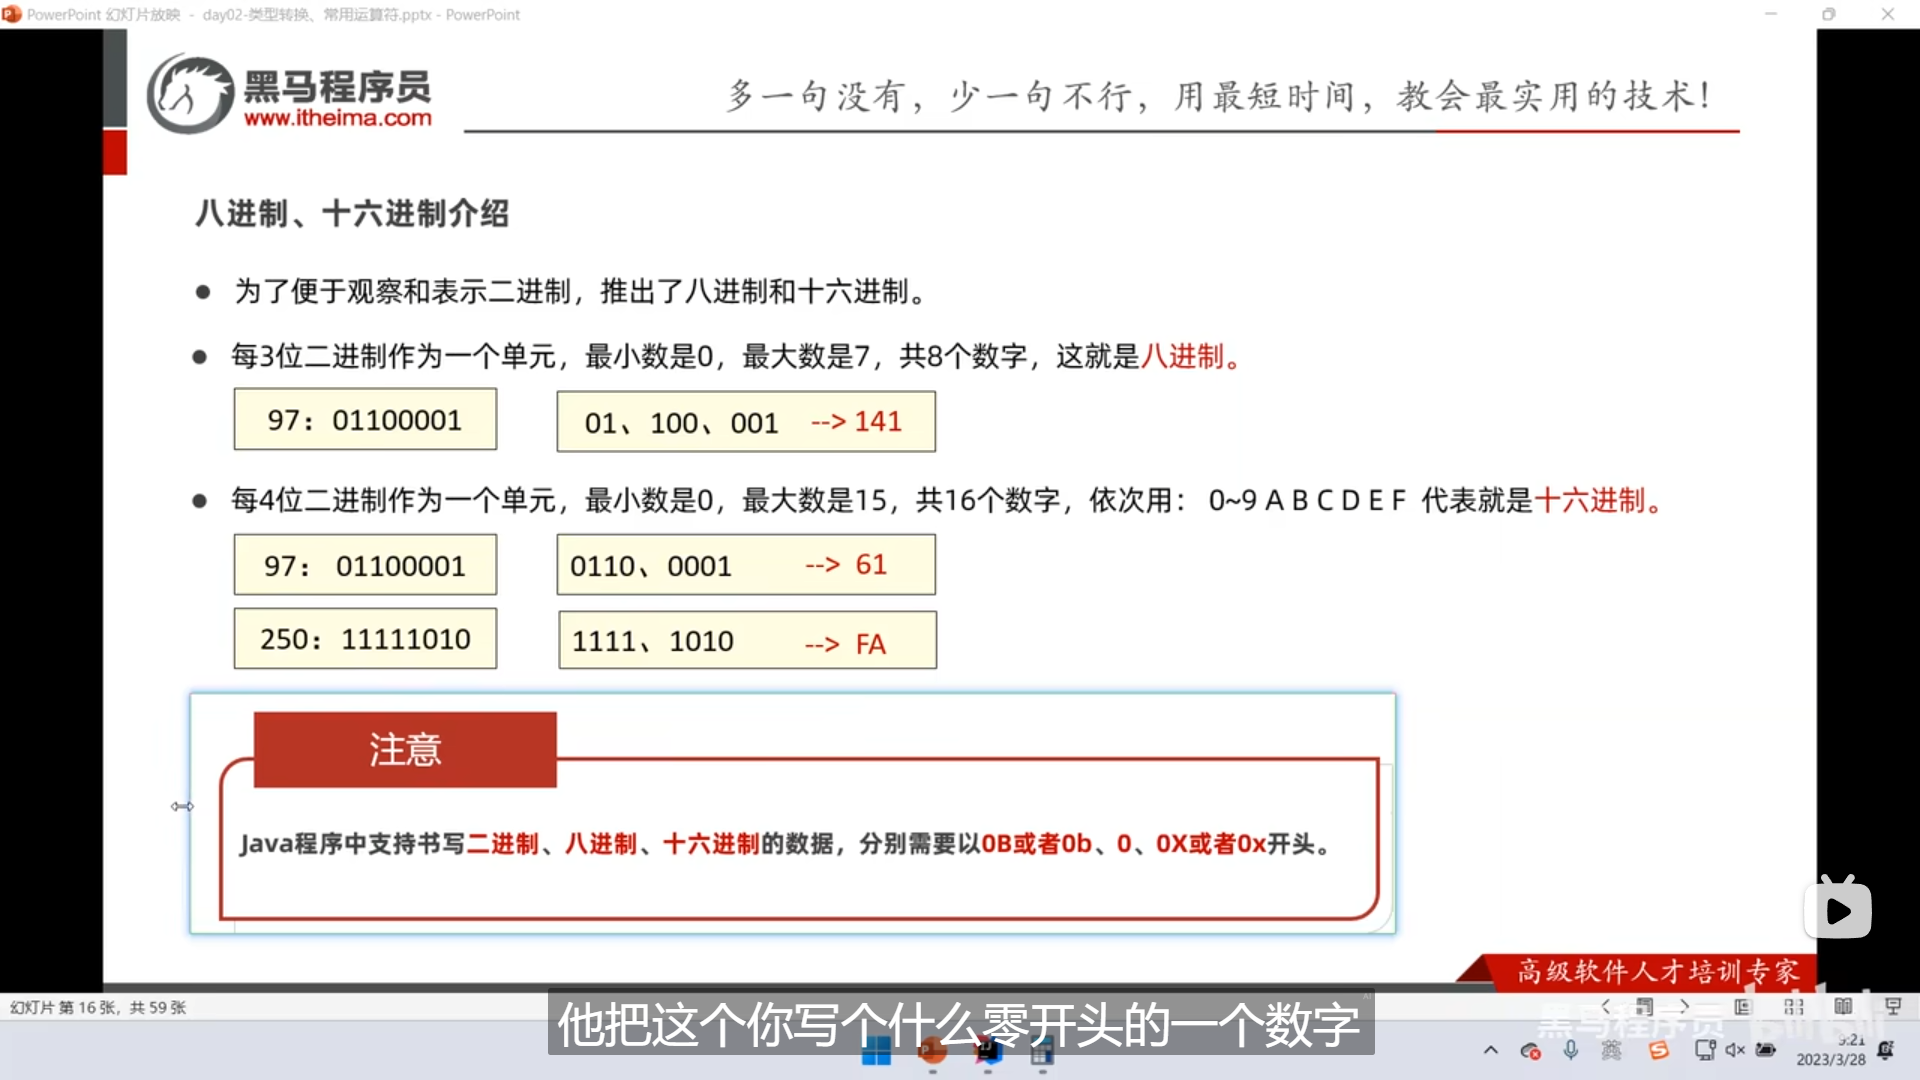 PowerPoint 幻灯片放映 - day02-类型转换、常用运算符.pptx - PowerPoint
黑马程序员
www.itheima.com
多一句没有，少一句不行，用最短时间，教会最实用的技术！
八进制、十六进制介绍
● 为了便于观察和表示二进制，推出了八进制和十六进制。
● 每3位二进制作为一个单元，最小数是0，最大数是7，共8个数字，这就是八进制。
97：01100001
01、100、001 --> 141
● 每4位二进制作为一个单元，最小数是0，最大数是15，共16个数字，依次用： 0~9 A B C D E F 代表就是十六进制。
97： 01100001
0110、0001 --> 61
250：11111010
1111、1010 --> FA
注意
Java程序中支持书写二进制、八进制、十六进制的数据，分别需要以0B或者0b、0、0X或者0x开头。
高级软件人才培训专家
幻灯片 第 16 张，共 59 张
他把这个你写个什么零开头的一个数字
黑马程序员 bilibili
英
9:21
2023/3/28